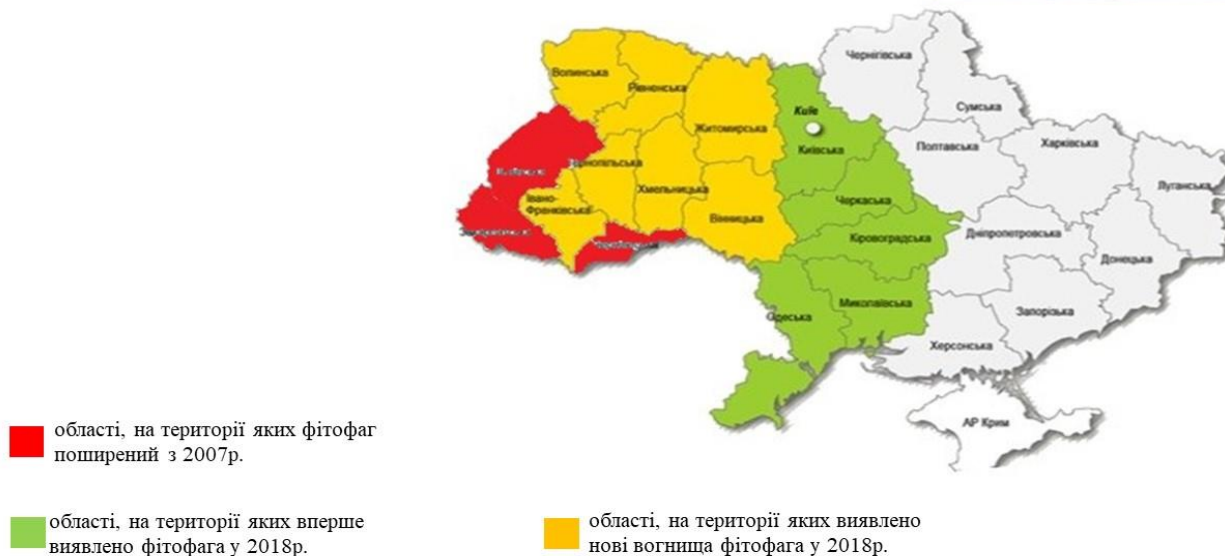 Чернігівська
Волинська
Рівненська
Сумська
Київ
Житомирська
Київська
Полтавська
Харківська
Тернопільська
Хмельницька
Луганська
Івано-
Франківська
Черкаська
Вінницька
Кіровоградська
Дніпропетровська
Донецька
Миколаївська
Одеська
Запорізька
Херсонська
АР Крим
області, на території яких фітофаг
поширений з 2007р.
області, на території яких вперше
виявлено фітофага у 2018р.
області, на території яких виявлено
нові вогнища фітофага у 2018р.